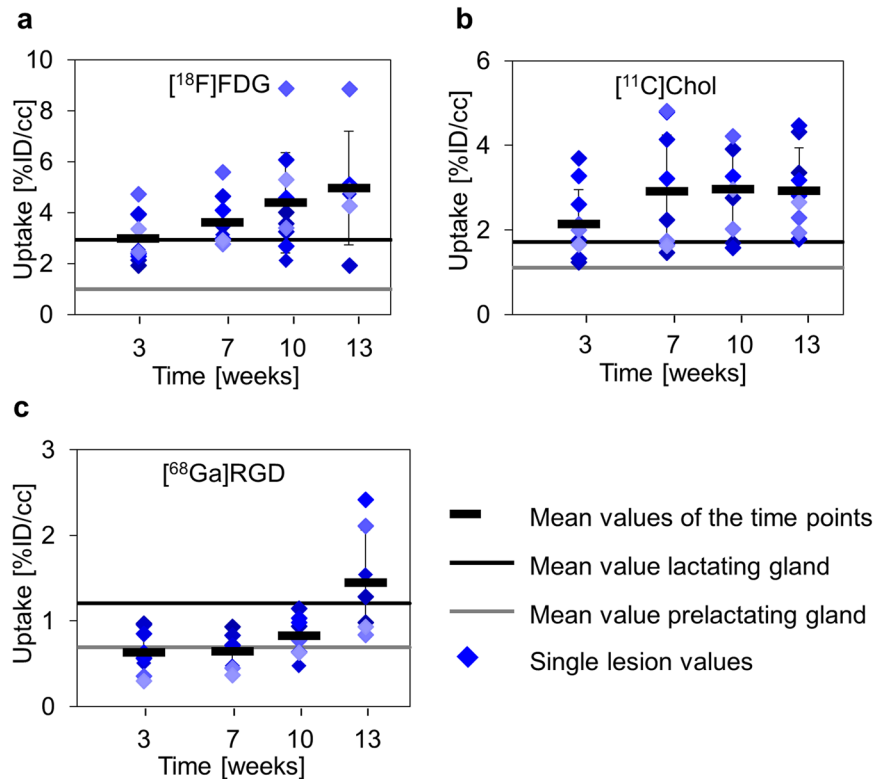 a
[¹⁸F]FDG
Uptake [%ID/cc]
10
8
6
4
2
0
3 7 10 13
Time [weeks]
b
[¹¹C]Chol
Uptake [%ID/cc]
6
4
2
0
3 7 10 13
Time [weeks]
c
[⁶⁸Ga]RGD
Uptake [%ID/cc]
3
2
1
0
3 7 10 13
Time [weeks]
Mean values of the time points
Mean value lactating gland
Mean value prelactating gland
Single lesion values